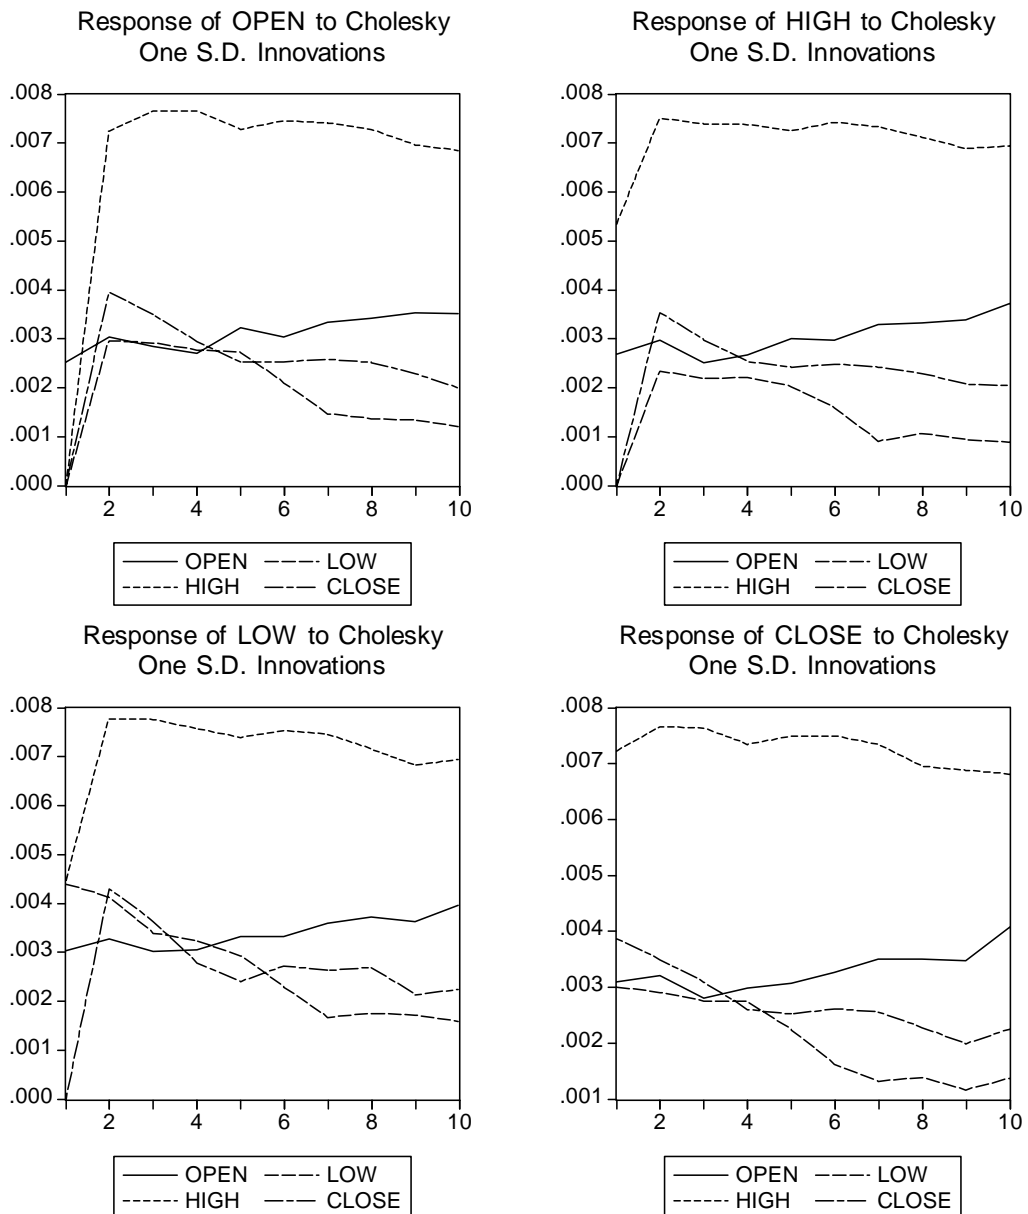 Response of OPEN to Cholesky
One S.D. Innovations
.008
.007
.006
.005
.004
.003
.002
.001
.000
2 4 6 8 10
OPEN LOW
HIGH CLOSE
Response of HIGH to Cholesky
One S.D. Innovations
.008
.007
.006
.005
.004
.003
.002
.001
.000
2 4 6 8 10
OPEN LOW
HIGH CLOSE
Response of LOW to Cholesky
One S.D. Innovations
.008
.007
.006
.005
.004
.003
.002
.001
.000
2 4 6 8 10
OPEN LOW
HIGH CLOSE
Response of CLOSE to Cholesky
One S.D. Innovations
.008
.007
.006
.005
.004
.003
.002
.001
2 4 6 8 10
OPEN LOW
HIGH CLOSE